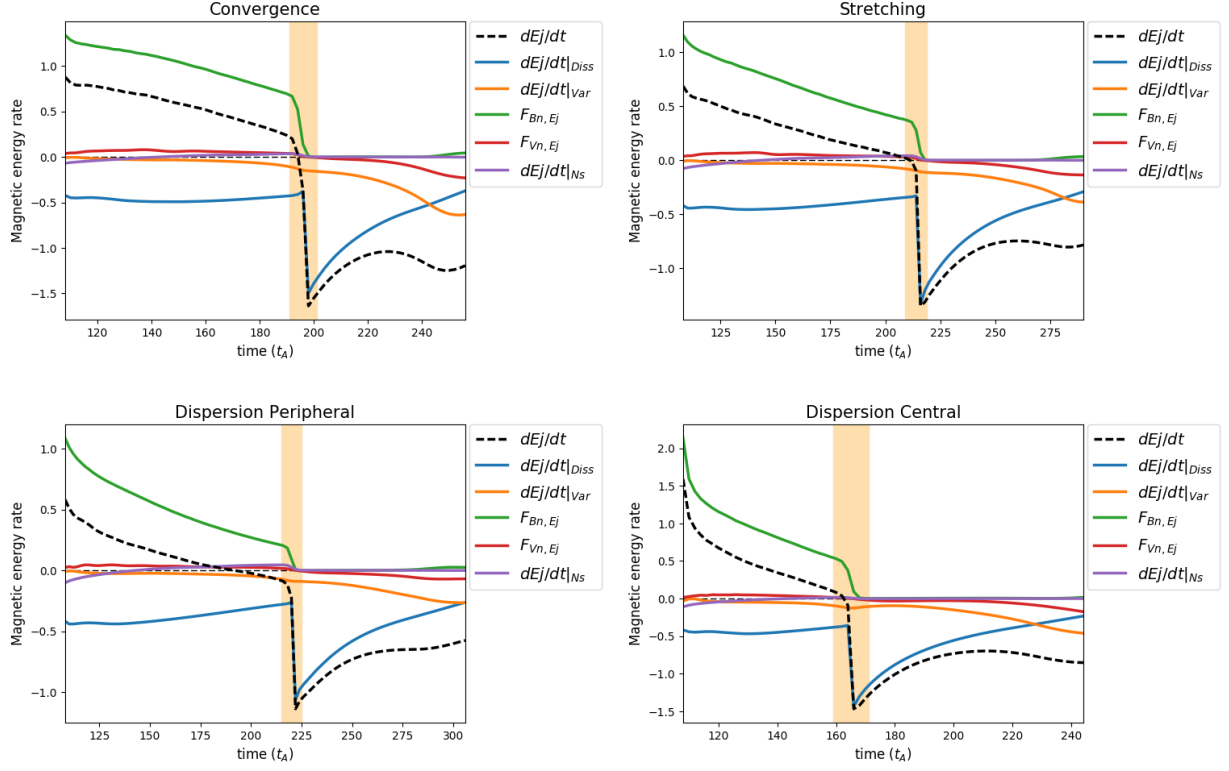 Convergence
Magnetic energy rate
1.0
0.5
0.0
−0.5
−1.0
−1.5
120
140
160
180
200
220
240
time (t_A)
dEj/dt
dEj/dt|_Diss
dEj/dt|_Var
F_Bn, Ej
F_Vn, Ej
dEj/dt|_Ns
Stretching
Magnetic energy rate
1.0
0.5
0.0
−0.5
−1.0
125
150
175
200
225
250
275
time (t_A)
dEj/dt
dEj/dt|_Diss
dEj/dt|_Var
F_Bn, Ej
F_Vn, Ej
dEj/dt|_Ns
Dispersion Peripheral
Magnetic energy rate
1.0
0.5
0.0
−0.5
−1.0
125
150
175
200
225
250
275
300
time (t_A)
dEj/dt
dEj/dt|_Diss
dEj/dt|_Var
F_Bn, Ej
F_Vn, Ej
dEj/dt|_Ns
Dispersion Central
Magnetic energy rate
2.0
1.5
1.0
0.5
0.0
−0.5
−1.0
−1.5
120
140
160
180
200
220
240
time (t_A)
dEj/dt
dEj/dt|_Diss
dEj/dt|_Var
F_Bn, Ej
F_Vn, Ej
dEj/dt|_Ns